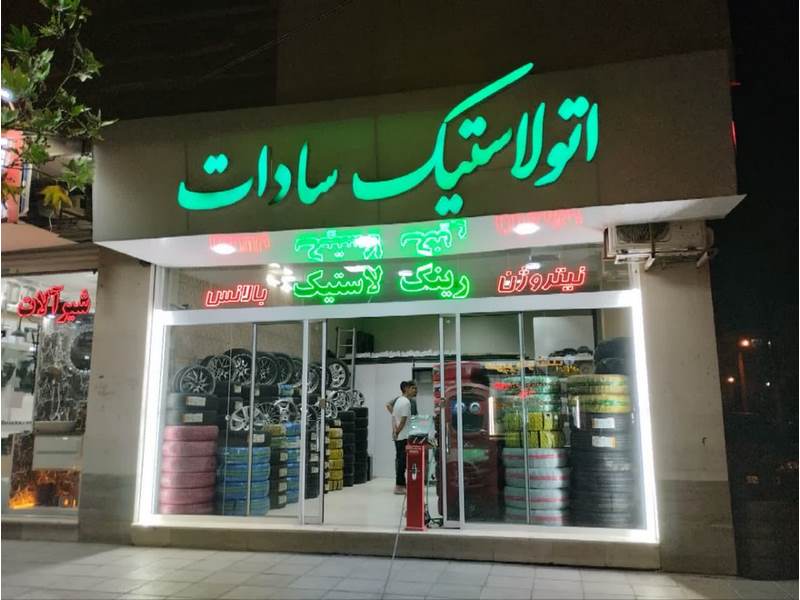 اتولاستیک سادات
نیتروژن رینگ لاستیک بالانس
شیرآلات